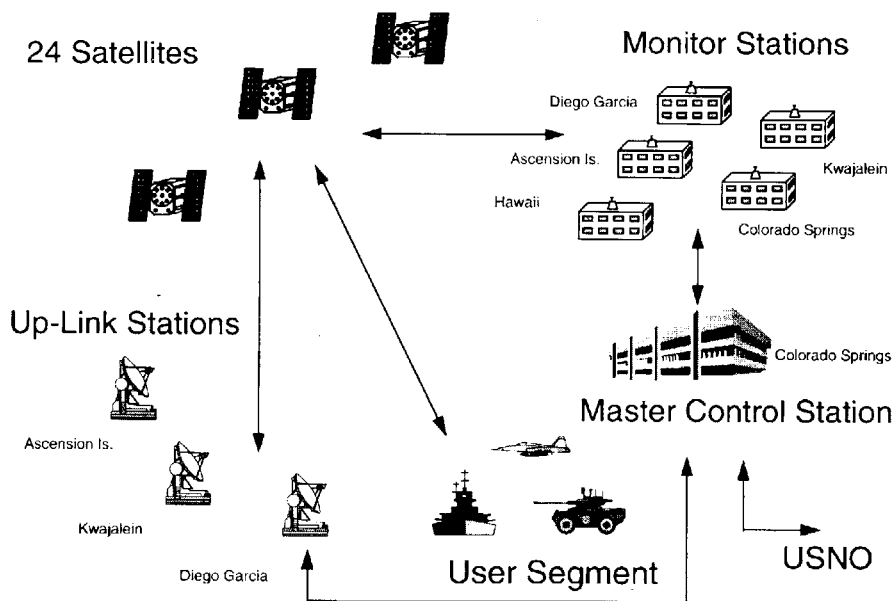 24 Satellites
Monitor Stations
Diego Garcia
Ascension Is.
Kwajalein
Hawaii
Colorado Springs
Up-Link Stations
Colorado Springs
Master Control Station
Ascension Is.
Kwajalein
Diego Garcia
User Segment
USNO